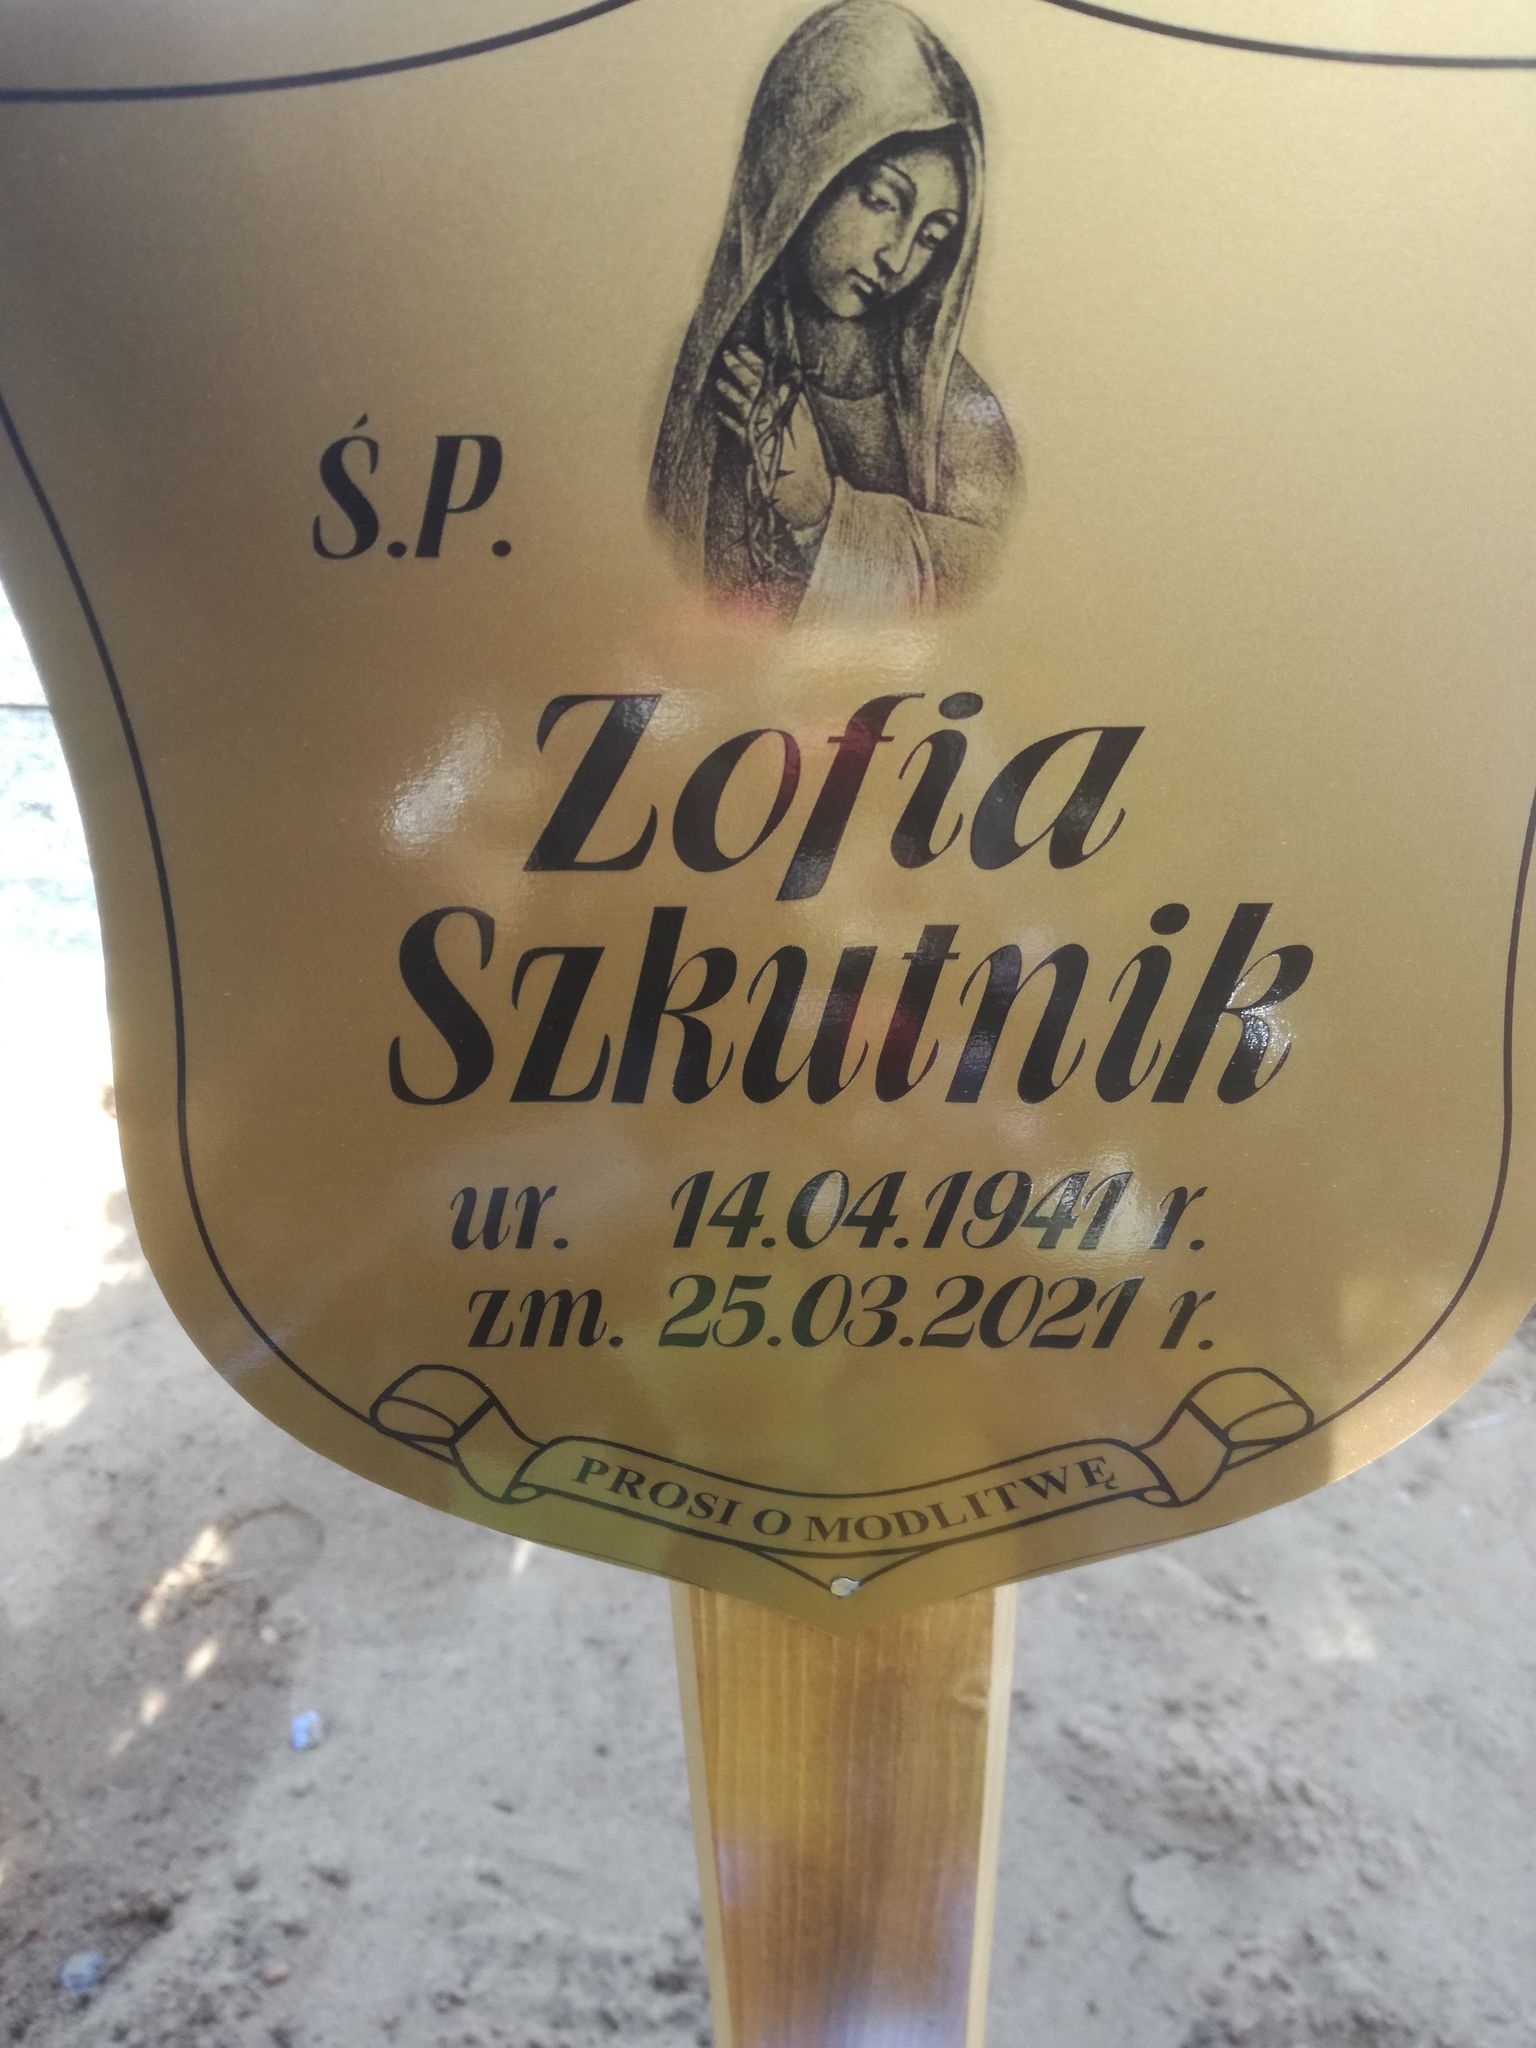 Ś.P.
Zofia
Szkutnik
ur. 14.04.1941 r.
zm. 25.03.2021 r.
PROSI O MODLITWĘ